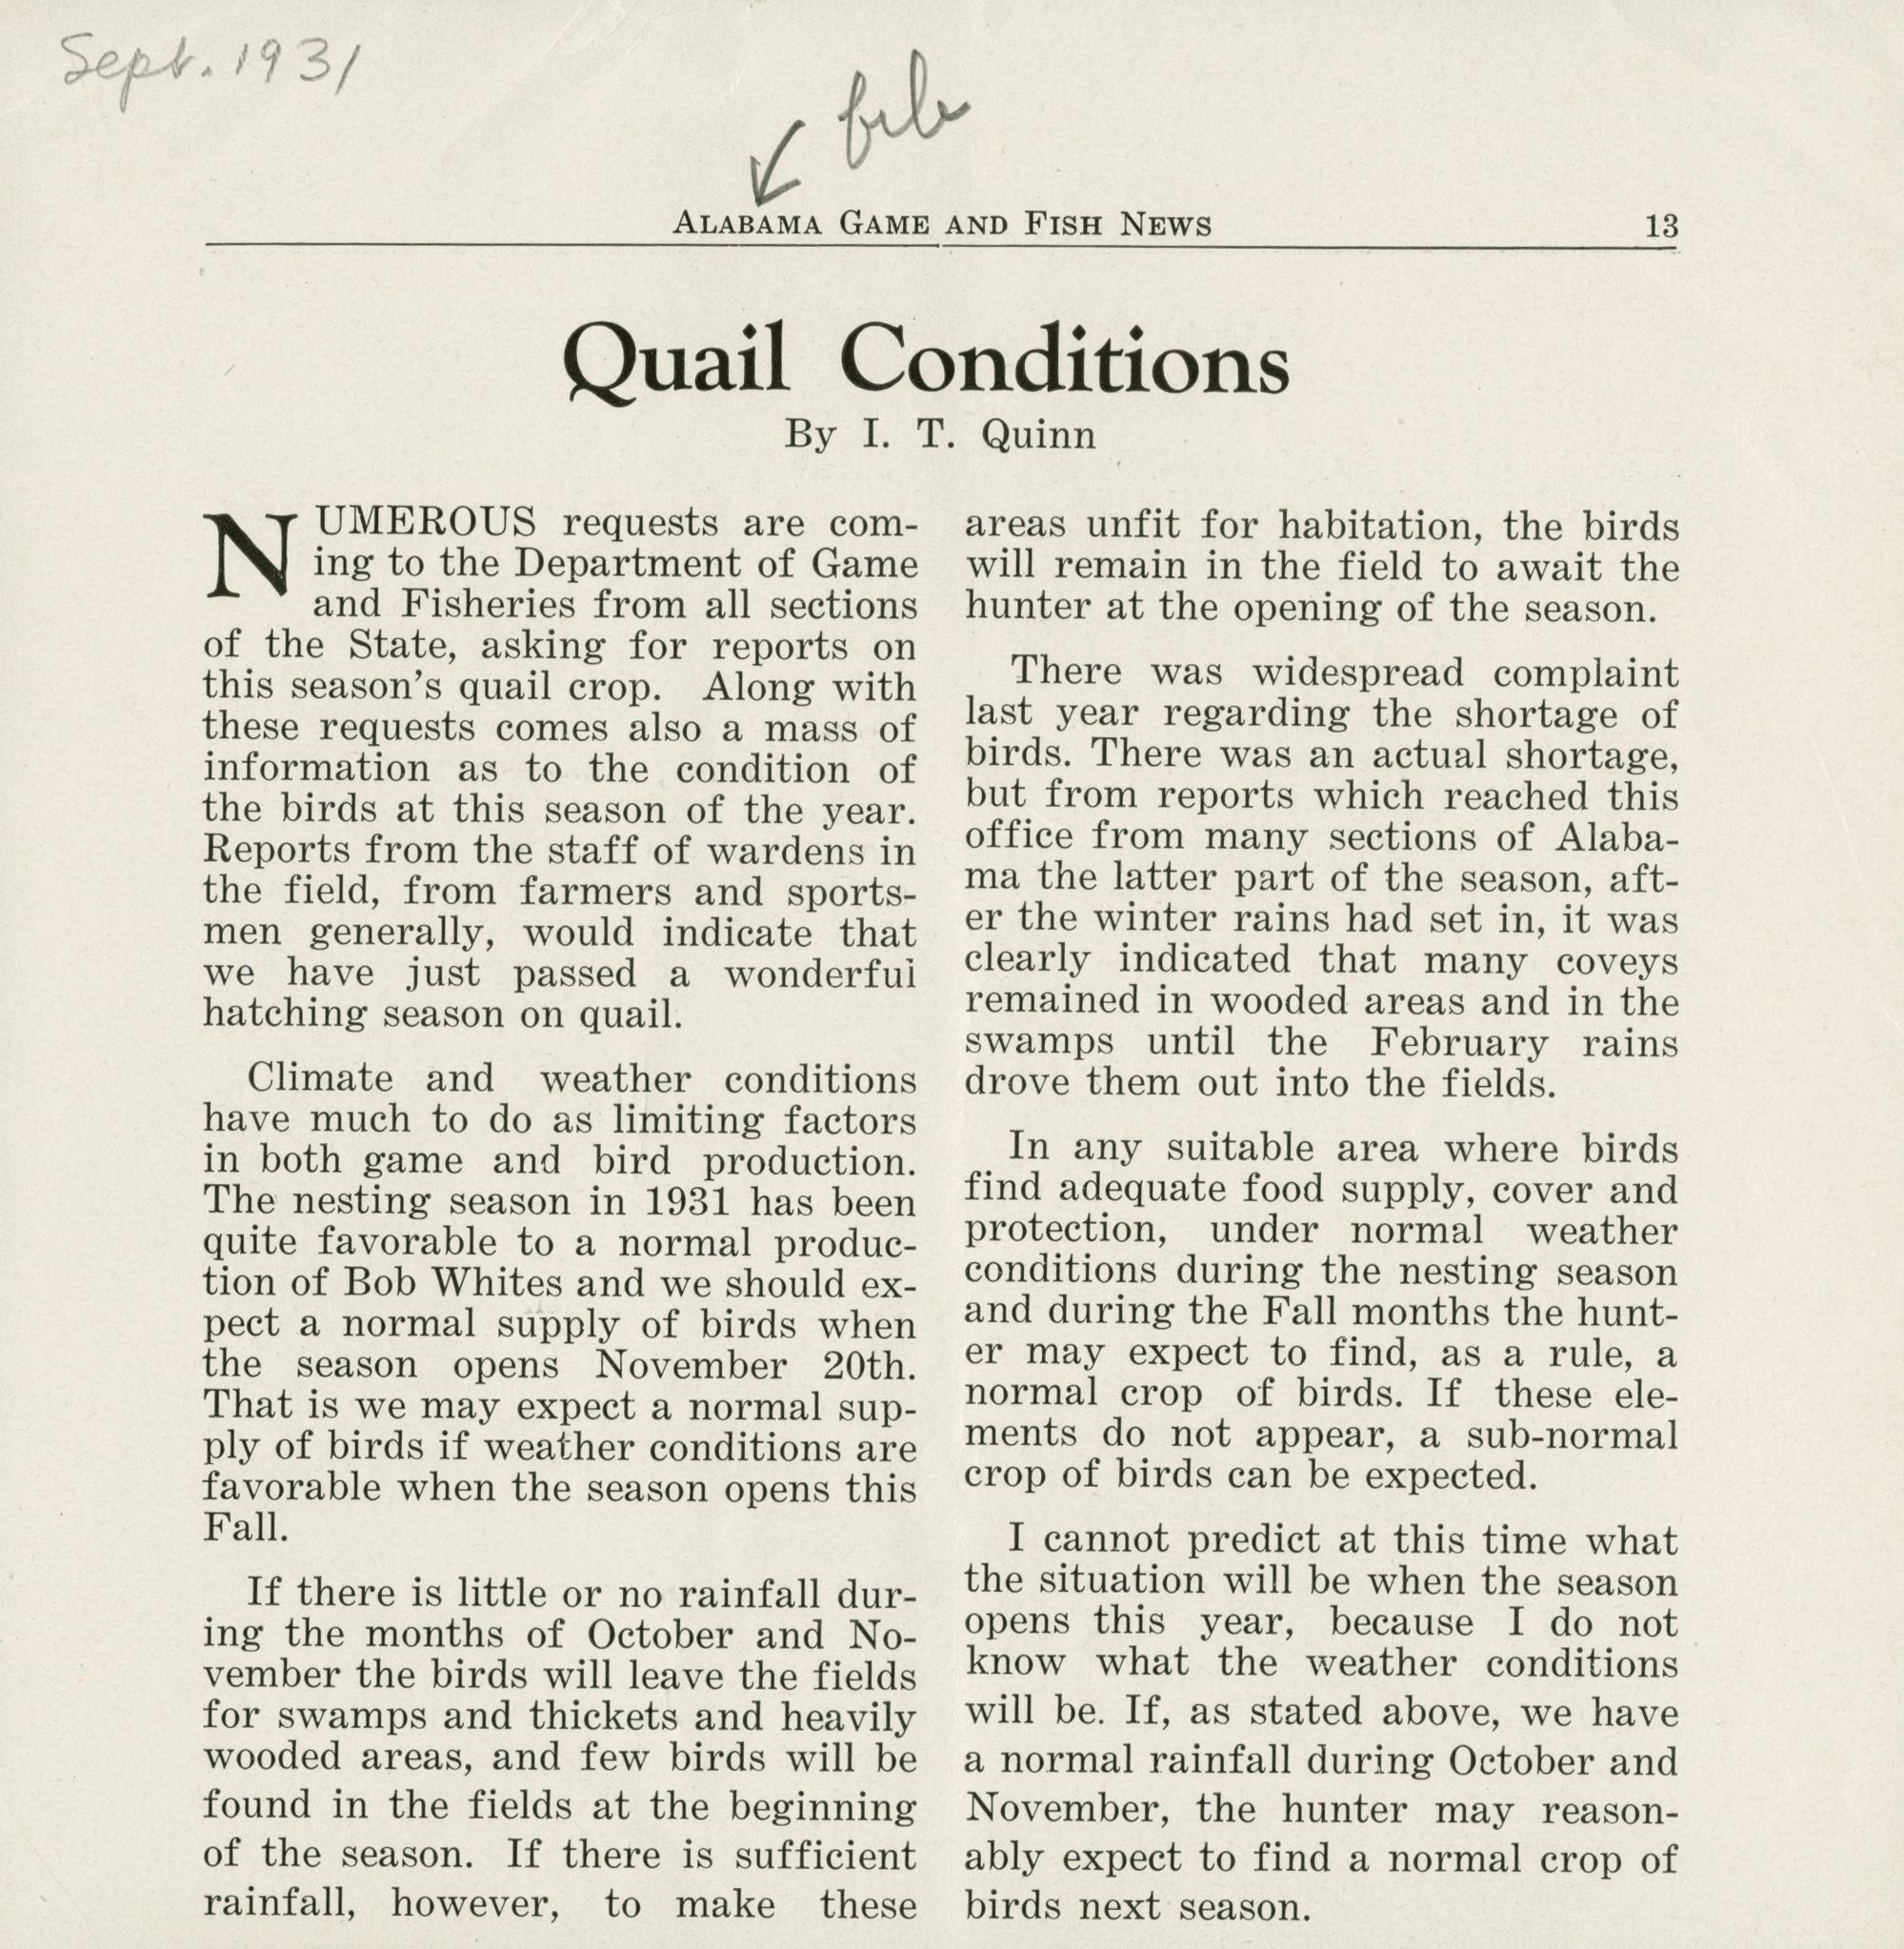 Sept. 1931
file
ALABAMA GAME AND FISH NEWS 13
Quail Conditions
By I. T. Quinn
NUMEROUS requests are com-
ing to the Department of Game
and Fisheries from all sections
of the State, asking for reports on
this season's quail crop. Along with
these requests comes also a mass of
information as to the condition of
the birds at this season of the year.
Reports from the staff of wardens in
the field, from farmers and sports-
men generally, would indicate that
we have just passed a wonderful
hatching season on quail.
Climate and weather conditions
have much to do as limiting factors
in both game and bird production.
The nesting season in 1931 has been
quite favorable to a normal produc-
tion of Bob Whites and we should ex-
pect a normal supply of birds when
the season opens November 20th.
That is we may expect a normal sup-
ply of birds if weather conditions are
favorable when the season opens this
Fall.
If there is little or no rainfall dur-
ing the months of October and No-
vember the birds will leave the fields
for swamps and thickets and heavily
wooded areas, and few birds will be
found in the fields at the beginning
of the season. If there is sufficient
rainfall, however, to make these
areas unfit for habitation, the birds
will remain in the field to await the
hunter at the opening of the season.
There was widespread complaint
last year regarding the shortage of
birds. There was an actual shortage,
but from reports which reached this
office from many sections of Alaba-
ma the latter part of the season, aft-
er the winter rains had set in, it was
clearly indicated that many coveys
remained in wooded areas and in the
swamps until the February rains
drove them out into the fields.
In any suitable area where birds
find adequate food supply, cover and
protection, under normal weather
conditions during the nesting season
and during the Fall months the hunt-
er may expect to find, as a rule, a
normal crop of birds. If these ele-
ments do not appear, a sub-normal
crop of birds can be expected.
I cannot predict at this time what
the situation will be when the season
opens this year, because I do not
know what the weather conditions
will be. If, as stated above, we have
a normal rainfall during October and
November, the hunter may reason-
ably expect to find a normal crop of
birds next season.